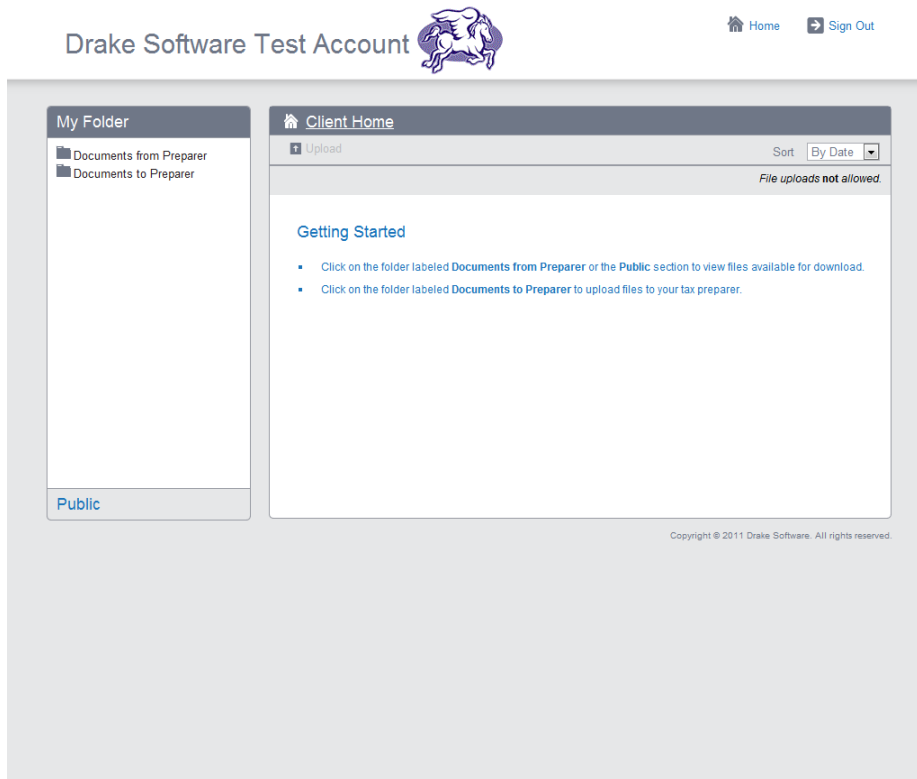 Drake Software Test Account
Home
Sign Out
My Folder
Documents from Preparer
Documents to Preparer
Public
Client Home
Upload
Sort By Date
File uploads not allowed.
Getting Started
Click on the folder labeled Documents from Preparer or the Public section to view files available for download.
Click on the folder labeled Documents to Preparer to upload files to your tax preparer.
Copyright © 2011 Drake Software. All rights reserved.